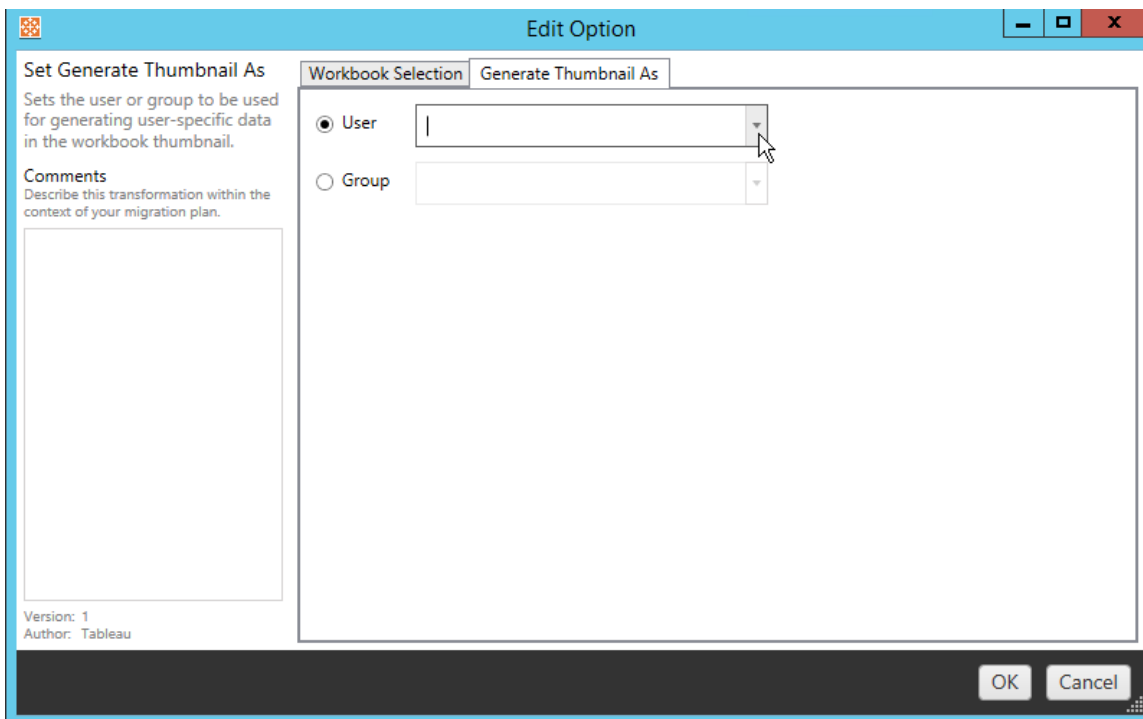 Edit Option
Set Generate Thumbnail As
Sets the user or group to be used
for generating user-specific data
in the workbook thumbnail.
Comments
Describe this transformation within the
context of your migration plan.
Version: 1
Author: Tableau
Workbook Selection
Generate Thumbnail As
User
Group
OK
Cancel